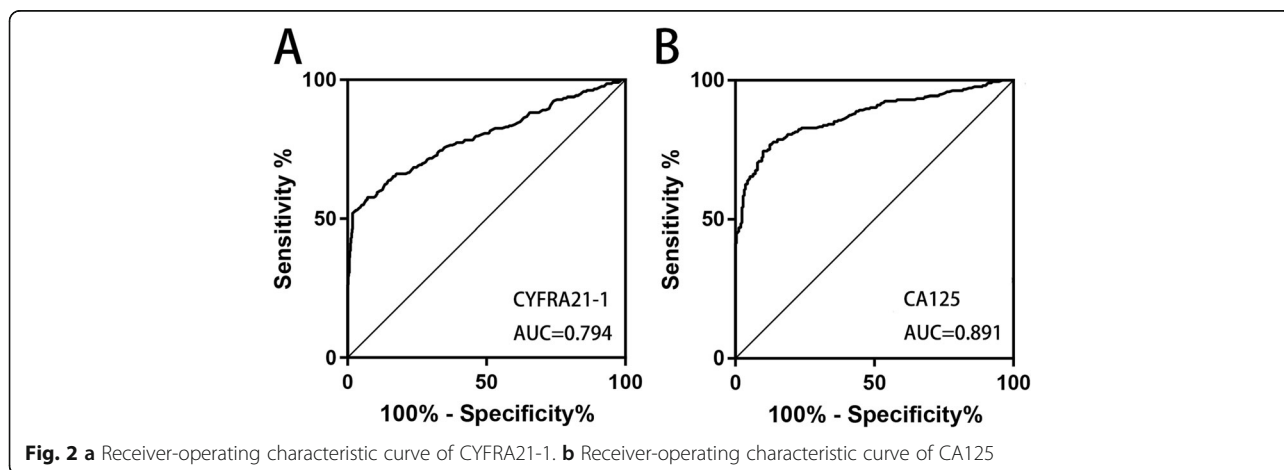 A
100
50
0
0
50
100
Sensitivity %
100% - Specificity%
CYFRA21-1
AUC=0.794
B
100
50
0
0
50
100
Sensitivity %
100% - Specificity%
CA125
AUC=0.891
Fig. 2 a Receiver-operating characteristic curve of CYFRA21-1. b Receiver-operating characteristic curve of CA125